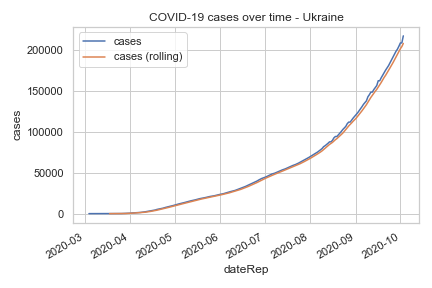 COVID-19 cases over time - Ukraine
cases
cases (rolling)
cases
200000
150000
100000
50000
0
2020-03
2020-04
2020-05
2020-06
2020-07
2020-08
2020-09
2020-10
dateRep